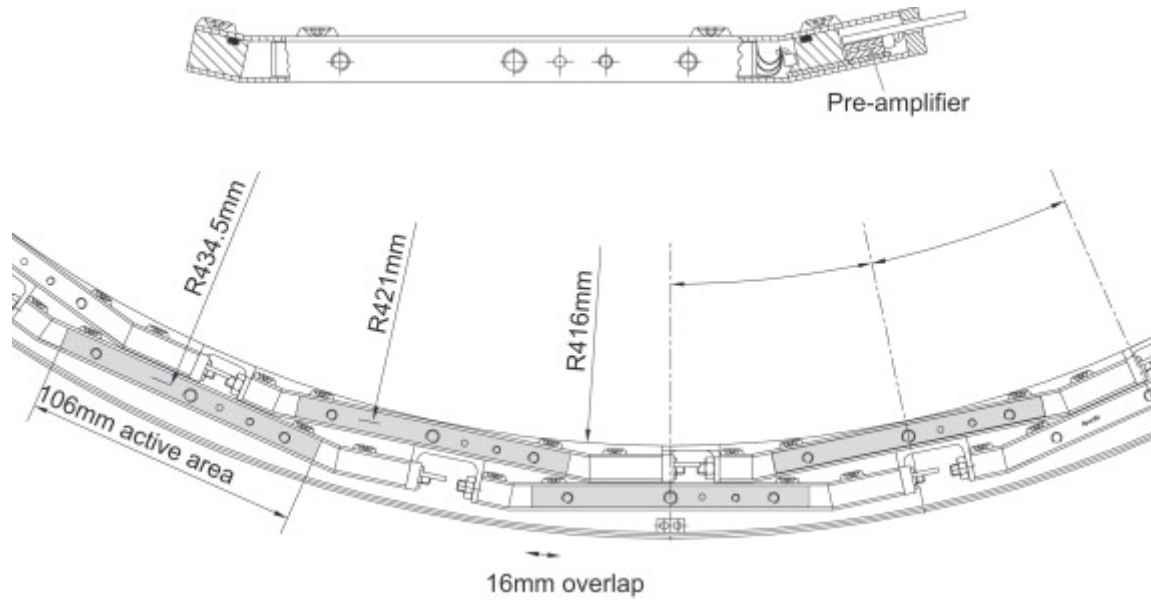 Pre-amplifier
R434.5mm
R421mm
R416mm
106mm active area
16mm overlap